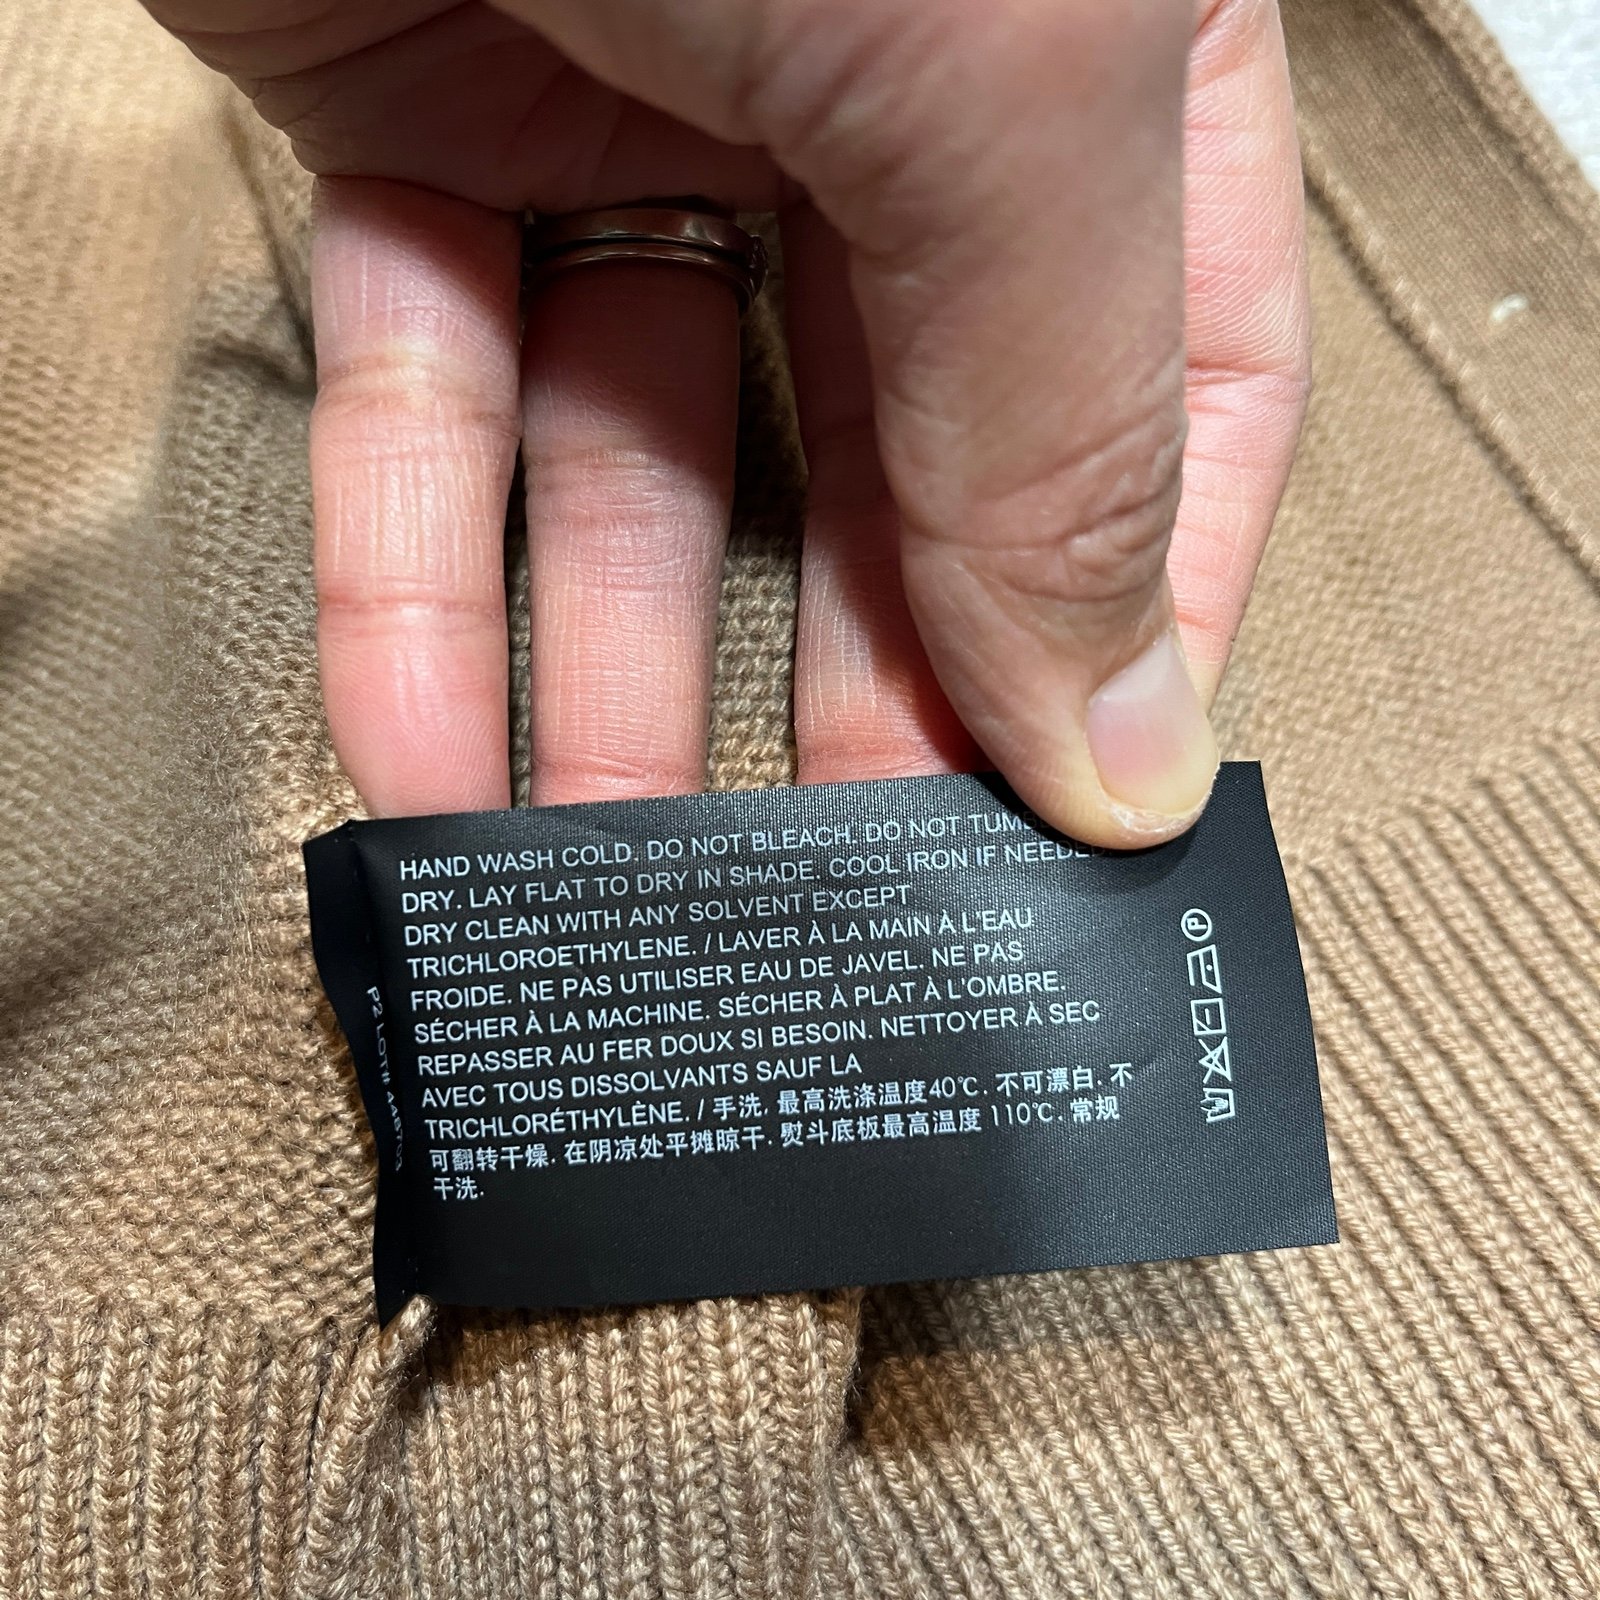 HAND WASH COLD. DO NOT BLEACH. DO NOT
DRY. LAY FLAT TO DRY IN SHADE. COOL IRON IF NEEDED.
DRY CLEAN WITH ANY SOLVENT EXCEPT
TRICHLOROETHYLENE. / LAVER À LA MAIN À L'EAU
FROIDE. NE PAS UTILISER EAU DE JAVEL. NE PAS
SÉCHER À LA MACHINE. SÉCHER À PLAT À L'OMBRE.
REPASSER AU FER DOUX SI BESOIN. NETTOYER À SEC
AVEC TOUS DISSOLVANTS SAUF LA
TRICHLORÉTHYLÈNE. / 手洗. 最高洗涤温度40℃. 不可漂白. 不
可翻转干燥. 在阴凉处平摊晾干. 熨斗底板最高温度 110℃. 常规
干洗.
P2 LOT#
P